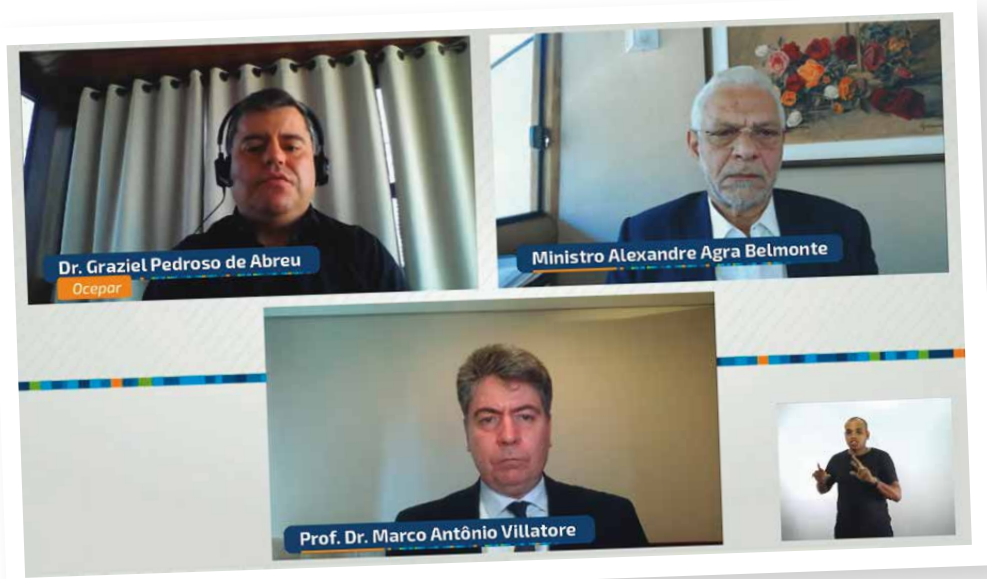 Dr. Graziel Pedroso de Abreu
Ocepar
Ministro Alexandre Agra Belmonte
Prof. Dr. Marco Antônio Villatore